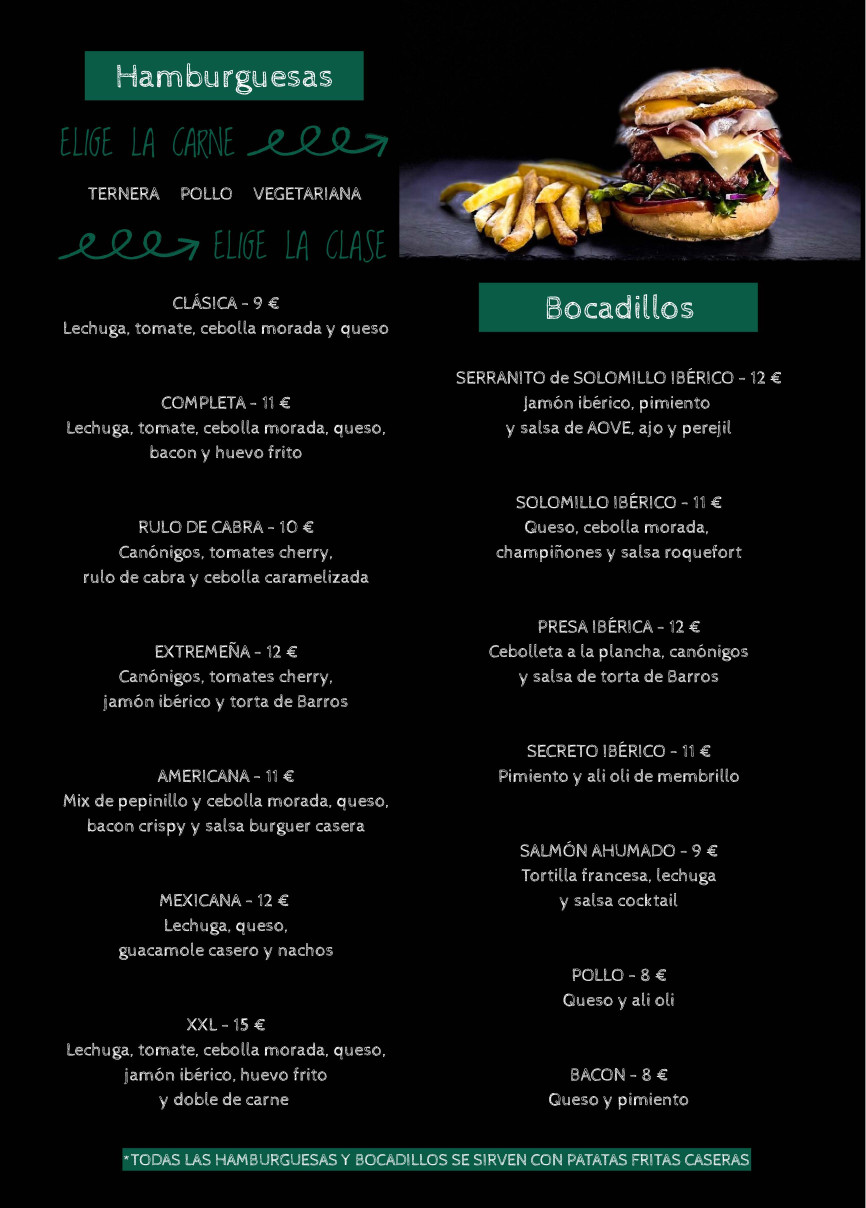 Hamburguesas
ELIGE LA CARNE
TERNERA POLLO VEGETARIANA
ELIGE LA CLASE
CLÁSICA - 9 €
Lechuga, tomate, cebolla morada y queso
COMPLETA - 11 €
Lechuga, tomate, cebolla morada, queso,
bacon y huevo frito
RULO DE CABRA - 10 €
Canónigos, tomates cherry,
rulo de cabra y cebolla caramelizada
EXTREMEÑA - 12 €
Canónigos, tomates cherry,
jamón ibérico y torta de Barros
AMERICANA - 11 €
Mix de pepinillo y cebolla morada, queso,
bacon crispy y salsa burguer casera
MEXICANA - 12 €
Lechuga, queso,
guacamole casero y nachos
XXL - 15 €
Lechuga, tomate, cebolla morada, queso,
jamón ibérico, huevo frito
y doble de carne
Bocadillos
SERRANITO de SOLOMILLO IBÉRICO - 12 €
Jamón ibérico, pimiento
y salsa de AOVE, ajo y perejil
SOLOMILLO IBÉRICO - 11 €
Queso, cebolla morada,
champiñones y salsa roquefort
PRESA IBÉRICA - 12 €
Cebolleta a la plancha, canónigos
y salsa de torta de Barros
SECRETO IBÉRICO - 11 €
Pimiento y ali oli de membrillo
SALMÓN AHUMADO - 9 €
Tortilla francesa, lechuga
y salsa cocktail
POLLO - 8 €
Queso y ali oli
BACON - 8 €
Queso y pimiento
*TODAS LAS HAMBURGUESAS Y BOCADILLOS SE SIRVEN CON PATATAS FRITAS CASERAS